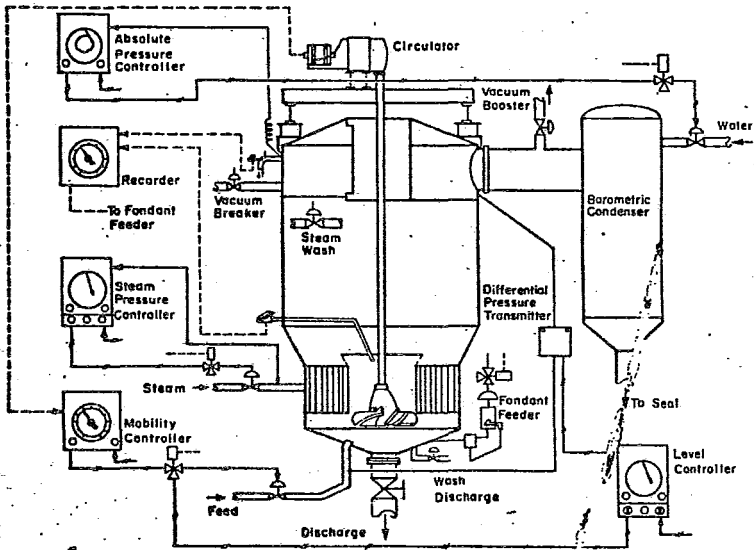 Absolute
Pressure
Controller
Circulator
Vacuum
Booster
Water
Recorder
To Fondant
Feeder
Vacuum
Breaker
Steam
Wash
Barometric
Condenser
Steam
Pressure
Controller
Differential
Pressure
Transmitter
Steam
Fondant
Feeder
To Seal
Mobility
Controller
Level
Controller
Feed
Wash
Discharge
Discharge